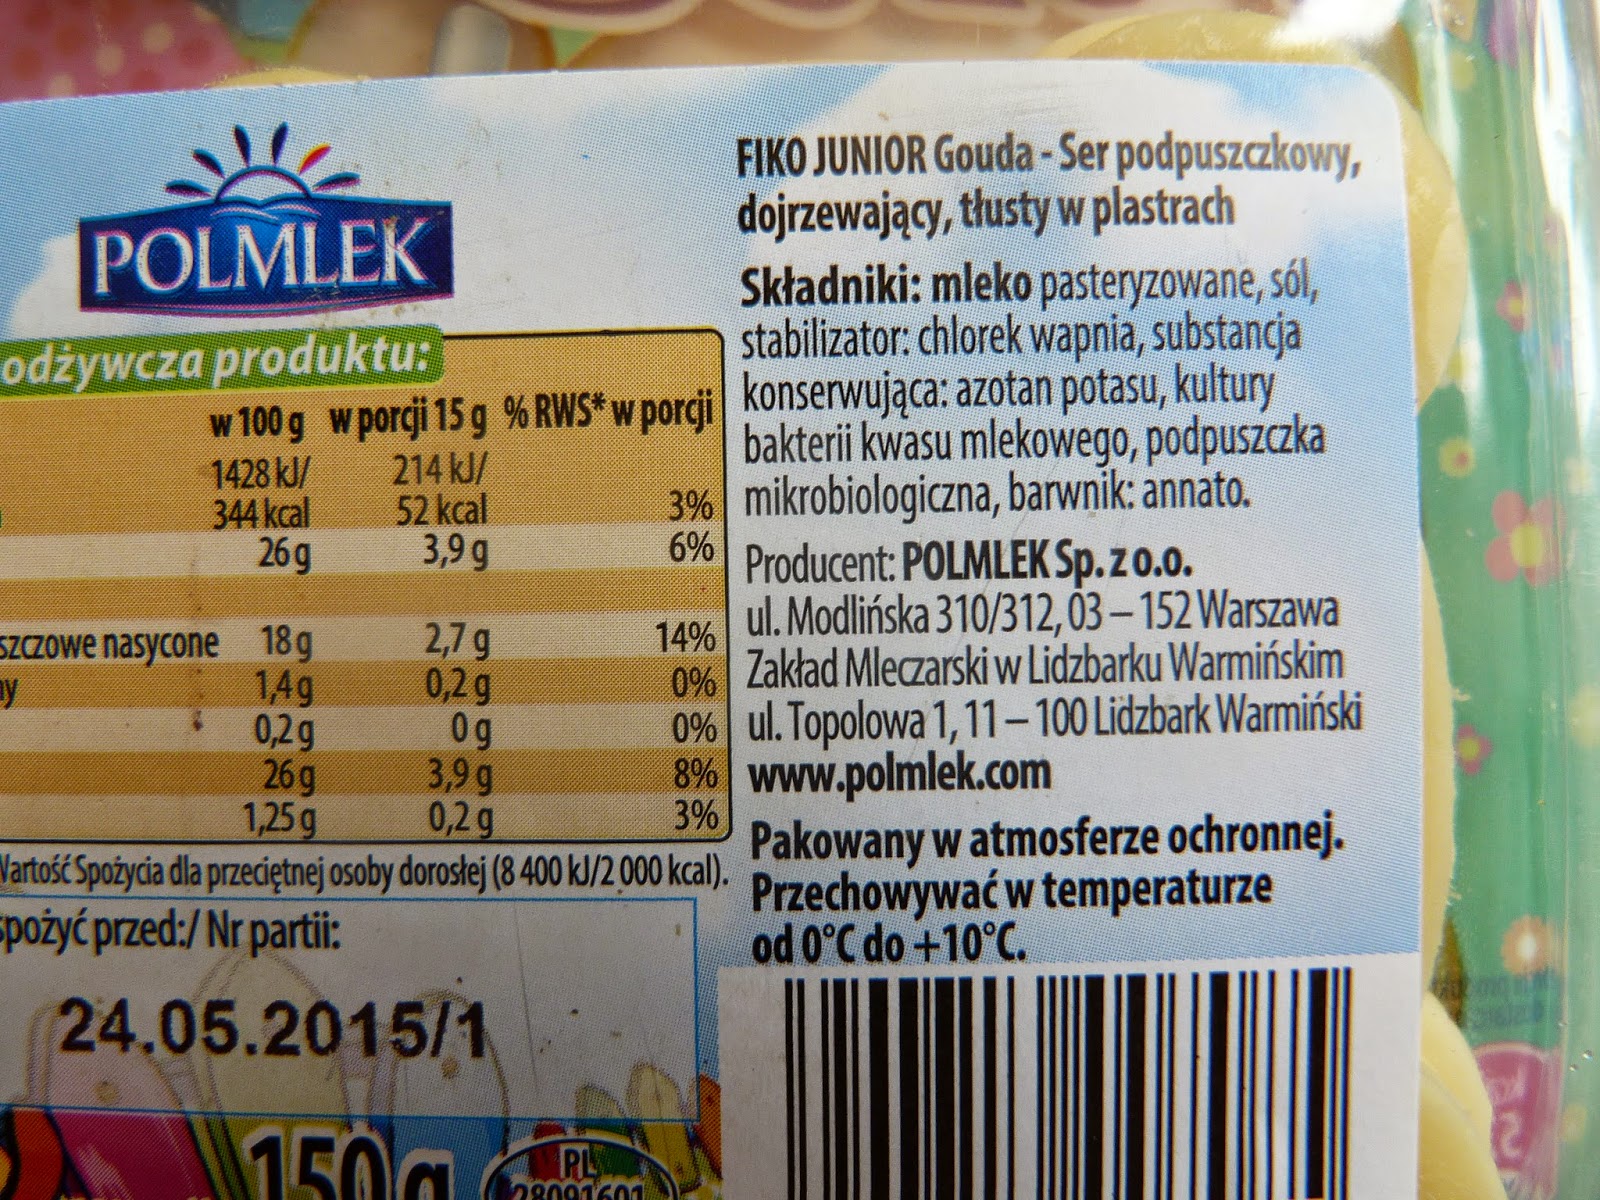 POLMLEK
odżywcza produktu:
w 100 g w porcji 15 g % RWS* w porcji
1428 kJ/ 214 kJ/
344 kcal 52 kcal 3%
26 g 3,9 g 6%
szczowe nasycone 18 g 2,7 g 14%
y 1,4 g 0,2 g 0%
0,2 g 0 g 0%
26 g 3,9 g 8%
1,25 g 0,2 g 3%
Wartość Spożycia dla przeciętnej osoby dorosłej (8 400 kJ/2 000 kcal).
spożyć przed:/ Nr partii:
24.05.2015/1
150 g
PL
28091601
FIKO JUNIOR Gouda - Ser podpuszczkowy,
dojrzewający, tłusty w plastrach
Składniki: mleko pasteryzowane, sól,
stabilizator: chlorek wapnia, substancja
konserwująca: azotan potasu, kultury
bakterii kwasu mlekowego, podpuszczka
mikrobiologiczna, barwnik: annato.
Producent: POLMLEK Sp. z o.o.
ul. Modlińska 310/312, 03 – 152 Warszawa
Zakład Mleczarski w Lidzbarku Warmińskim
ul. Topolowa 1, 11 – 100 Lidzbark Warmiński
www.polmlek.com
Pakowany w atmosferze ochronnej.
Przechowywać w temperaturze
od 0°C do +10°C.